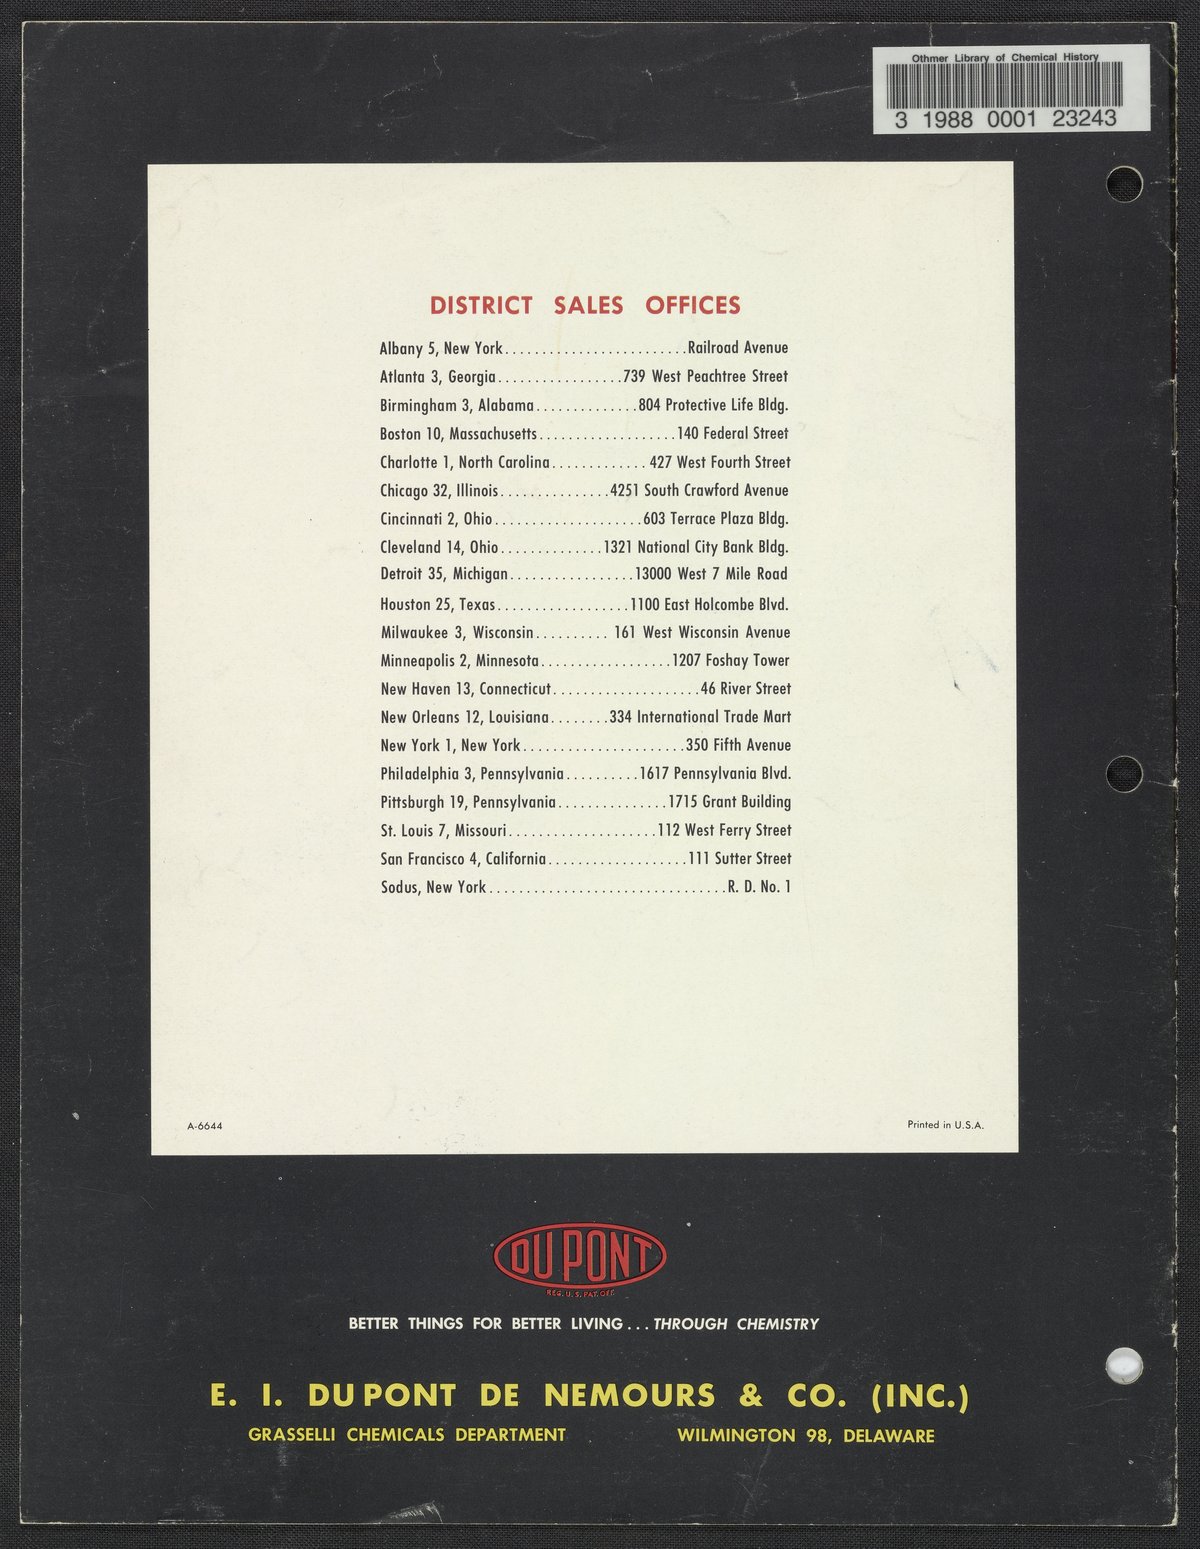 Othmer Library of Chemical History
3 1988 0001 23243
DISTRICT SALES OFFICES
Albany 5, New York.........................Railroad Avenue
Atlanta 3, Georgia.................739 West Peachtree Street
Birmingham 3, Alabama..............804 Protective Life Bldg.
Boston 10, Massachusetts...................140 Federal Street
Charlotte 1, North Carolina.............427 West Fourth Street
Chicago 32, Illinois...............4251 South Crawford Avenue
Cincinnati 2, Ohio....................603 Terrace Plaza Bldg.
Cleveland 14, Ohio..............1321 National City Bank Bldg.
Detroit 35, Michigan.................13000 West 7 Mile Road
Houston 25, Texas..................1100 East Holcombe Blvd.
Milwaukee 3, Wisconsin.......... 161 West Wisconsin Avenue
Minneapolis 2, Minnesota..................1207 Foshay Tower
New Haven 13, Connecticut....................46 River Street
New Orleans 12, Louisiana........334 International Trade Mart
New York 1, New York......................350 Fifth Avenue
Philadelphia 3, Pennsylvania..........1617 Pennsylvania Blvd.
Pittsburgh 19, Pennsylvania...............1715 Grant Building
St. Louis 7, Missouri....................112 West Ferry Street
San Francisco 4, California...................111 Sutter Street
Sodus, New York................................R. D. No. 1
A-6644
Printed in U.S.A.
DU PONT
REG. U. S. PAT. OFF.
BETTER THINGS FOR BETTER LIVING...THROUGH CHEMISTRY
E. I. DU PONT DE NEMOURS & CO. (INC.)
GRASSELLI CHEMICALS DEPARTMENT
WILMINGTON 98, DELAWARE